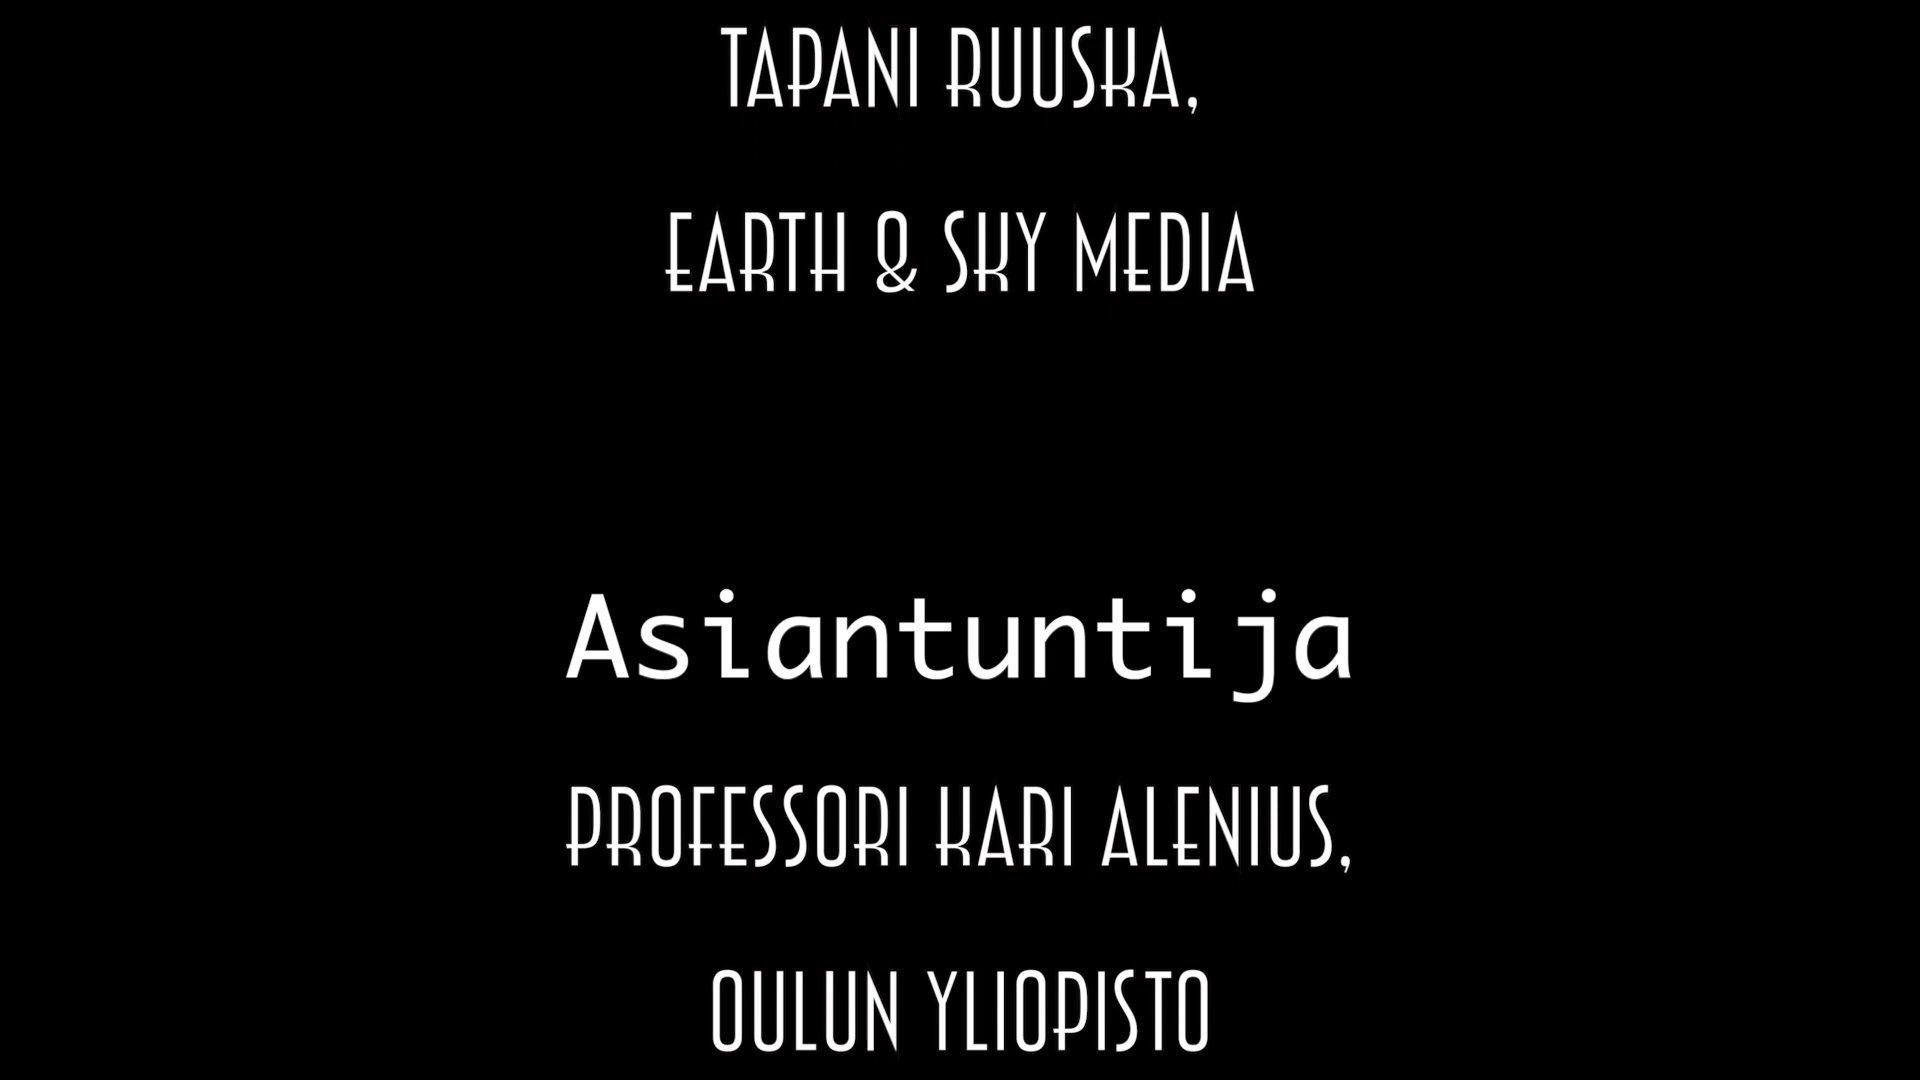 TAPANI RUUSKA,
EARTH & SKY MEDIA
Asiantuntija
PROFESSORI KARI ALENIUS,
OULUN YLIOPISTO